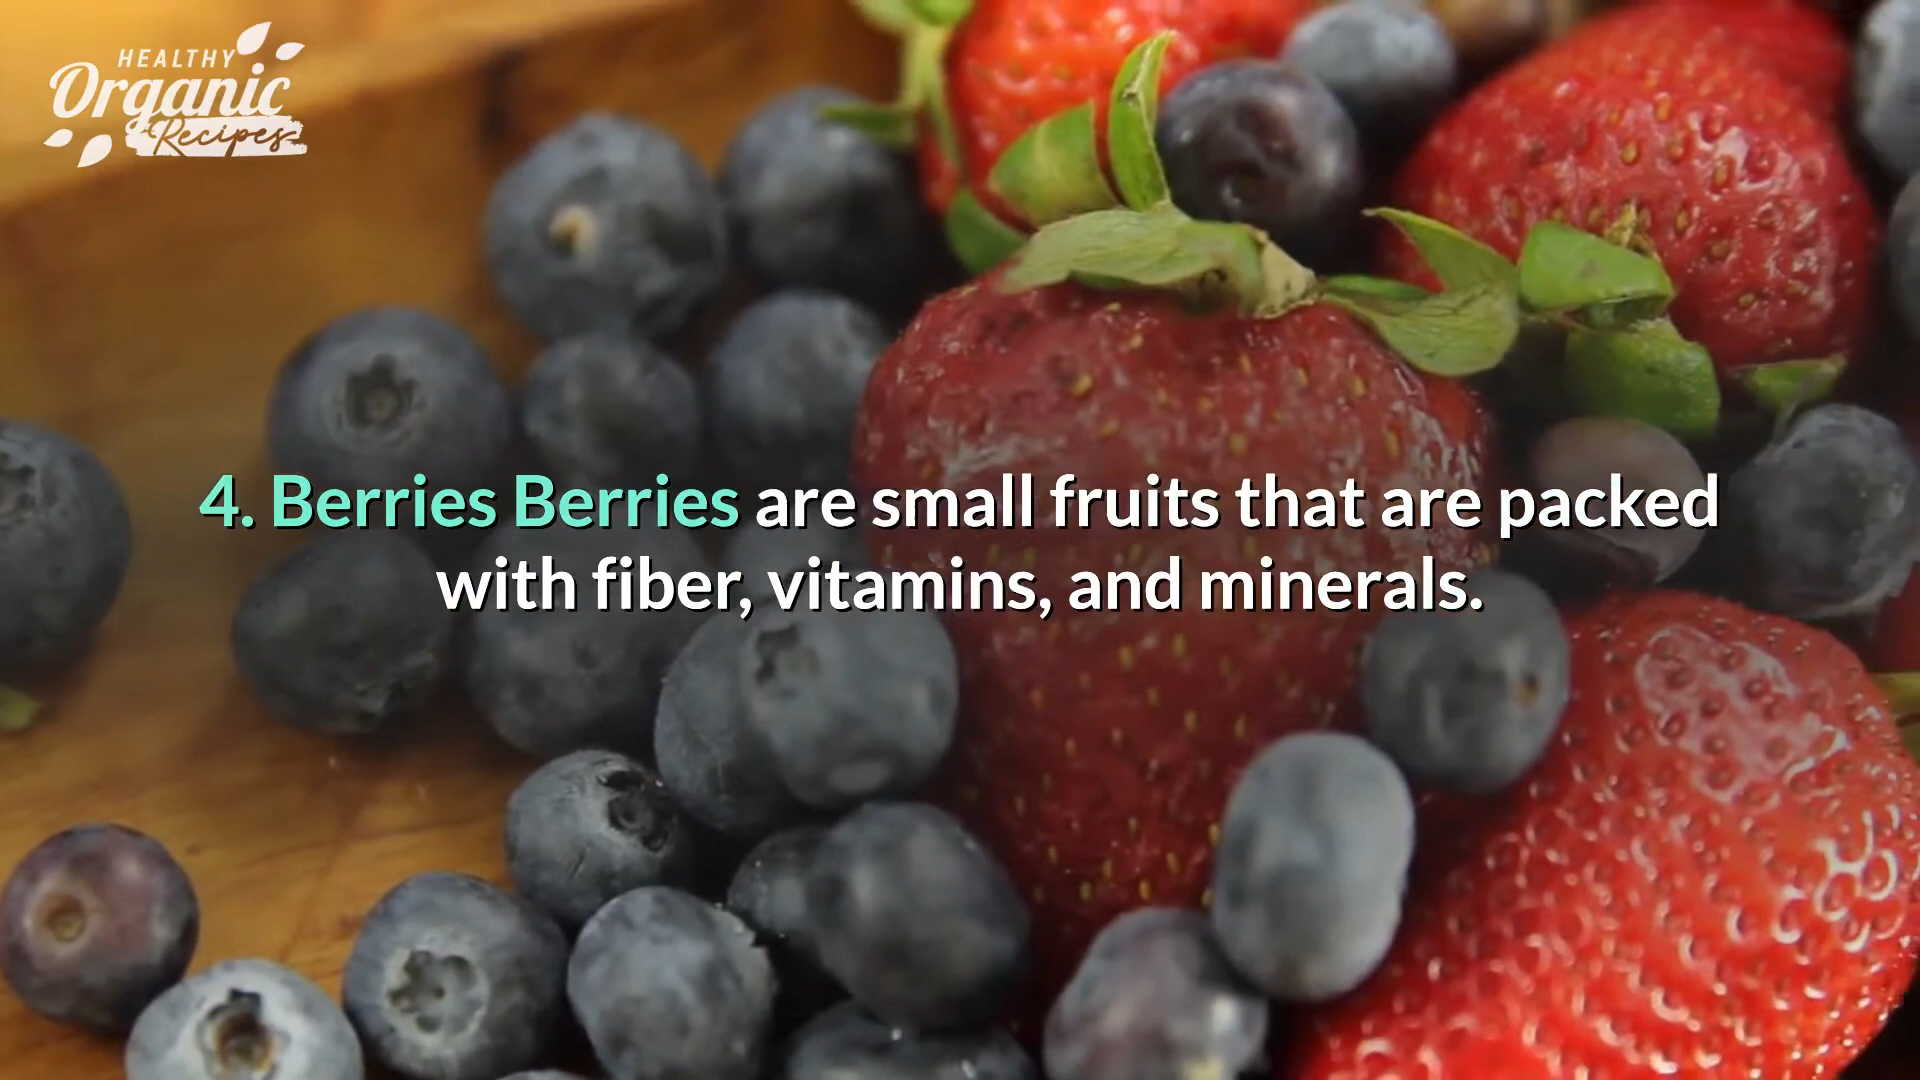 HEALTHY
Organic
Recipes
4. Berries Berries are small fruits that are packed
with fiber, vitamins, and minerals.